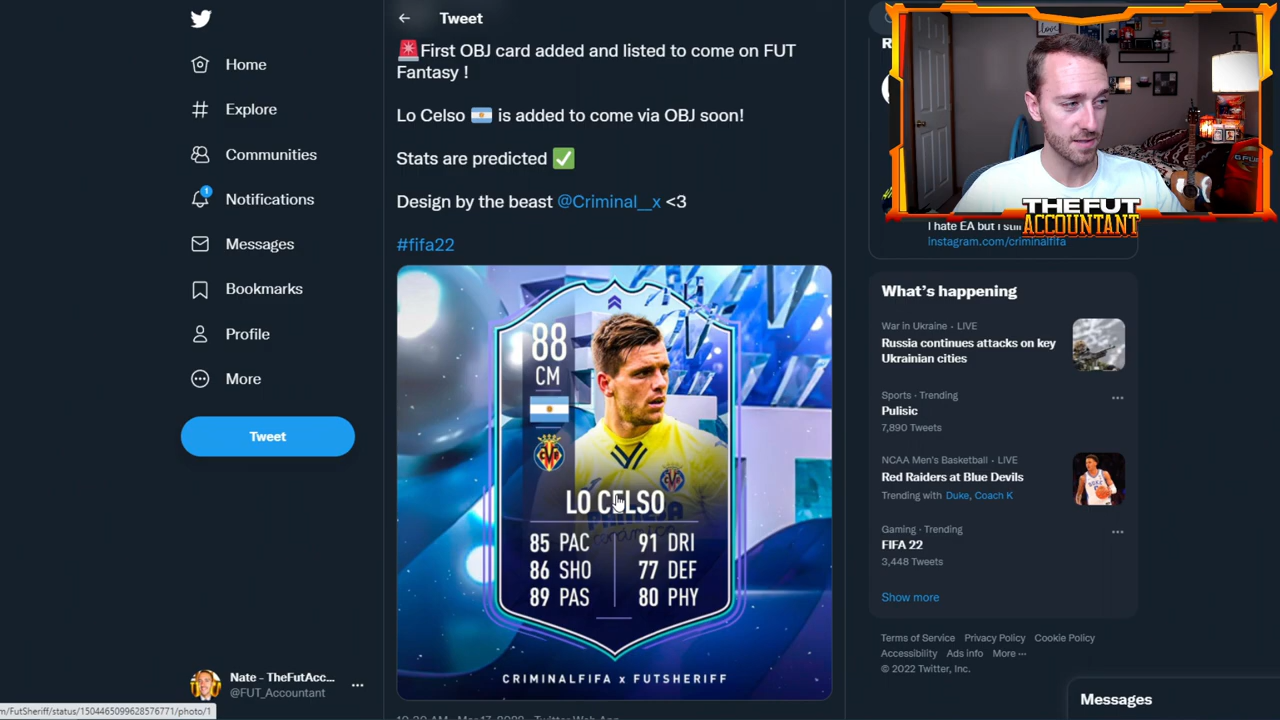 Home
Explore
Communities
Notifications
1
Messages
Bookmarks
Profile
More
Tweet
Nate - TheFutAcc...
@FUT_Accountant
m/FutSheriff/status/1504465099628576771/photo/1
Tweet
🚨First OBJ card added and listed to come on FUT
Fantasy !
Lo Celso 🇦🇷 is added to come via OBJ soon!
Stats are predicted ✅
Design by the beast @Criminal__x <3
#fifa22
88
CM
LO CELSO
85 PAC 91 DRI
86 SHO 77 DEF
89 PAS 80 PHY
CRIMINALFIFA x FUTSHERIFF
THE FUT
ACCOUNTANT
I hate EA but I
instagram.com/criminalfifa
What's happening
War in Ukraine · LIVE
Russia continues attacks on key
Ukrainian cities
Sports · Trending
Pulisic
7,890 Tweets
NCAA Men's Basketball · LIVE
Red Raiders at Blue Devils
Trending with Duke, Coach K
Gaming · Trending
FIFA 22
3,448 Tweets
Show more
Terms of Service Privacy Policy Cookie Policy
Accessibility Ads info More ···
© 2022 Twitter, Inc.
Messages